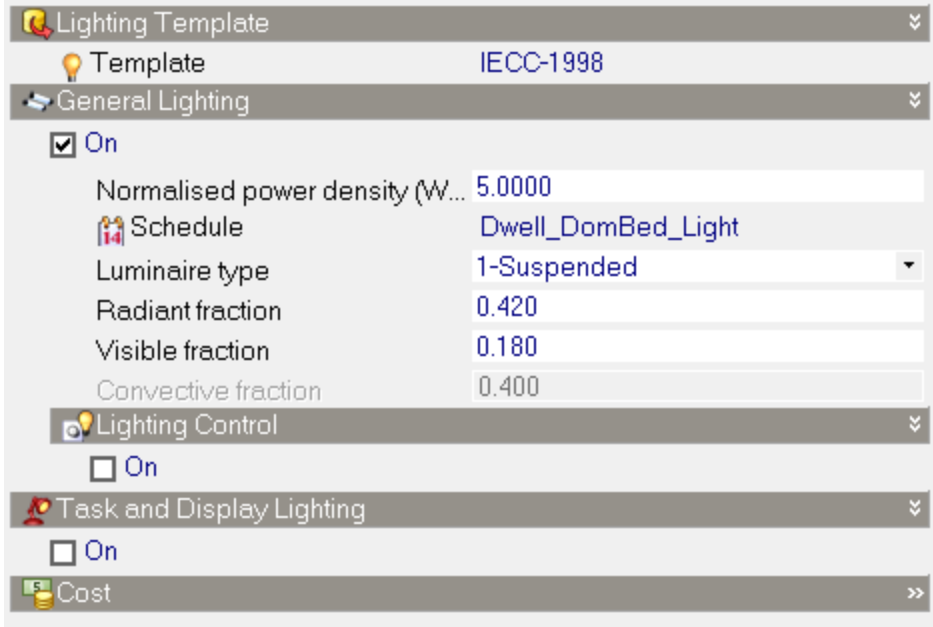 Lighting Template
Template IECC-1998
General Lighting
On
Normalised power density (W... 5.0000
14 Schedule Dwell_DomBed_Light
Luminaire type 1-Suspended
Radiant fraction 0.420
Visible fraction 0.180
Convective fraction 0.400
Lighting Control
On
Task and Display Lighting
On
5 Cost